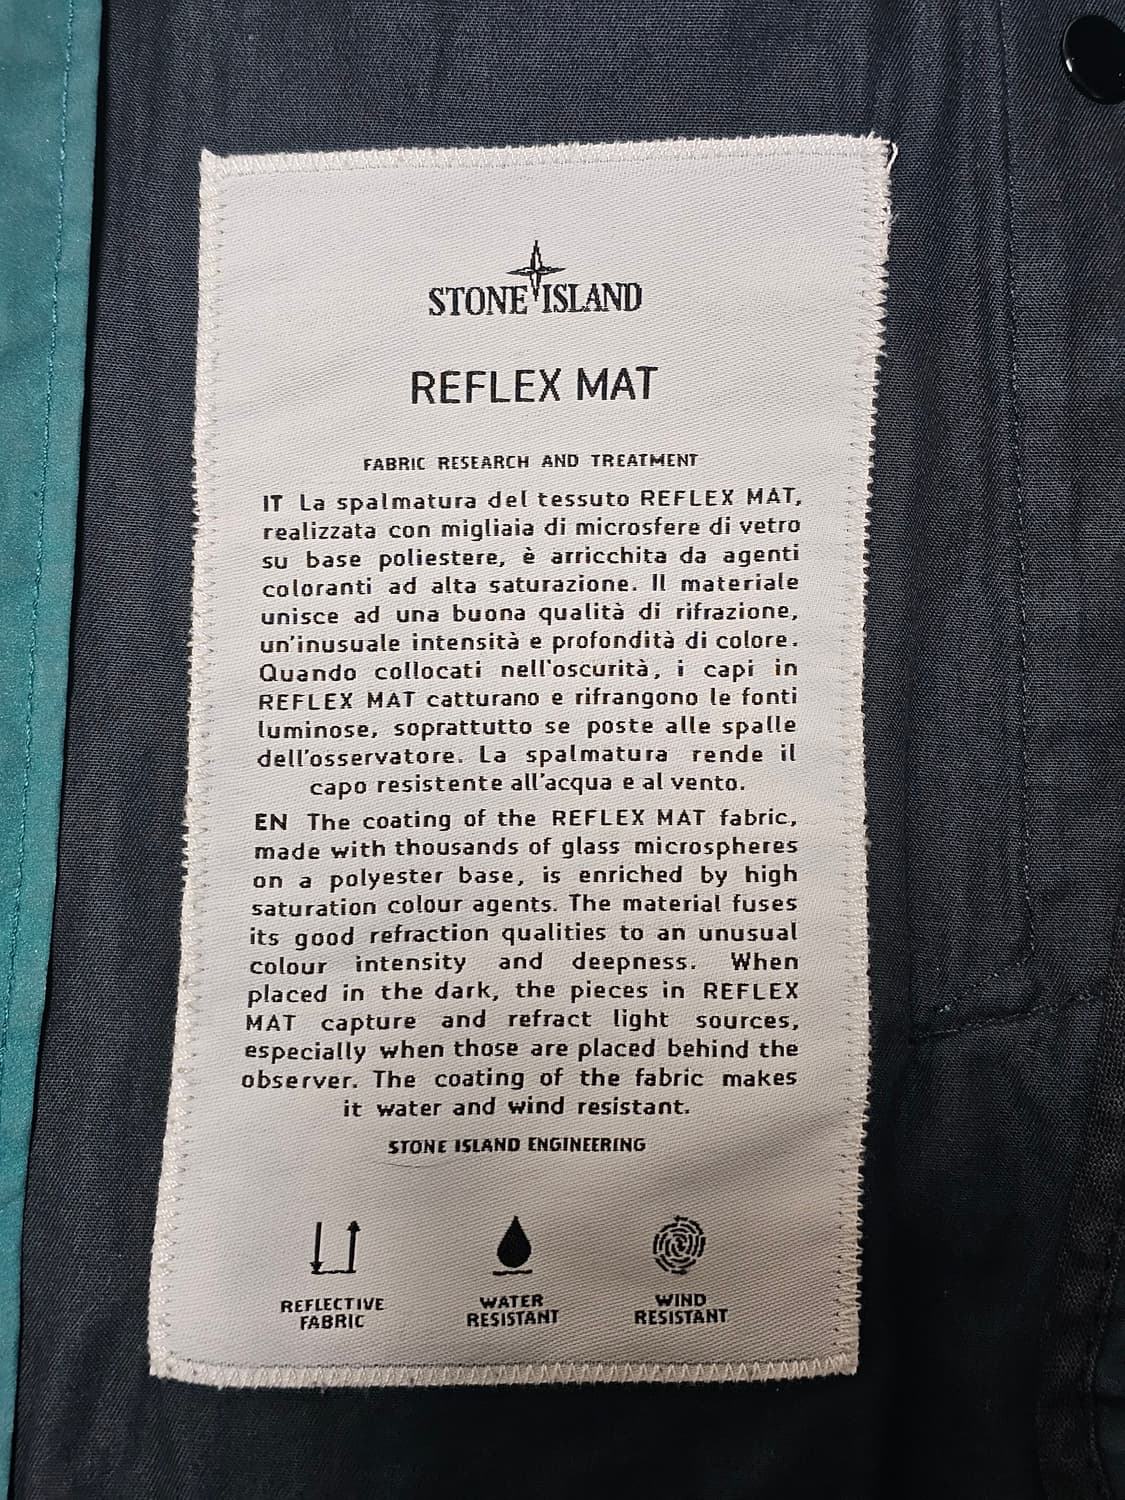 STONE ISLAND
REFLEX MAT
FABRIC RESEARCH AND TREATMENT
IT La spalmatura del tessuto REFLEX MAT,
realizzata con migliaia di microsfere di vetro
su base poliestere, è arricchita da agenti
coloranti ad alta saturazione. Il materiale
unisce ad una buona qualità di rifrazione,
un'inusuale intensità e profondità di colore.
Quando collocati nell'oscurità, i capi in
REFLEX MAT catturano e rifrangono le fonti
luminose, soprattutto se poste alle spalle
dell'osservatore. La spalmatura rende il
capo resistente all'acqua e al vento.
EN The coating of the REFLEX MAT fabric,
made with thousands of glass microspheres
on a polyester base, is enriched by high
saturation colour agents. The material fuses
its good refraction qualities to an unusual
colour intensity and deepness. When
placed in the dark, the pieces in REFLEX
MAT capture and refract light sources,
especially when those are placed behind the
observer. The coating of the fabric makes
it water and wind resistant.
STONE ISLAND ENGINEERING
REFLECTIVE
FABRIC
WATER
RESISTANT
WIND
RESISTANT